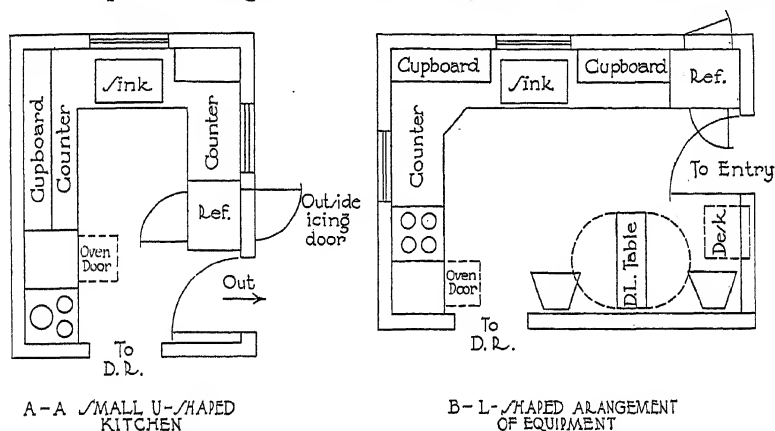 Sink
Cupboard
Counter
Counter
Ref.
Outside
icing
door
Oven
Door
Out
To
D.R.
A-A SMALL U-SHAPED
KITCHEN
Cupboard
Sink
Cupboard
Ref.
Counter
To Entry
Desk
D.L. Table
Oven
Door
To
D.R.
B-L-SHAPED ARANGEMENT
OF EQUIPMENT